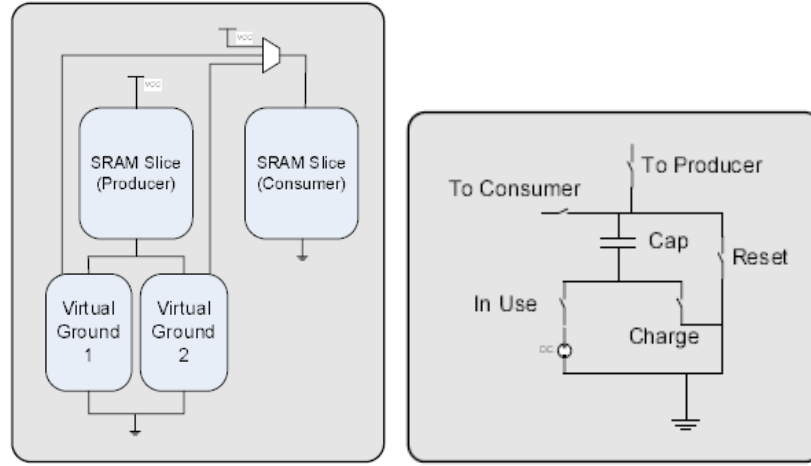 VCC
VCC
SRAM Slice
(Producer)
SRAM Slice
(Consumer)
Virtual
Ground
1
Virtual
Ground
2
To Producer
To Consumer
Cap
Reset
In Use
Charge
DC